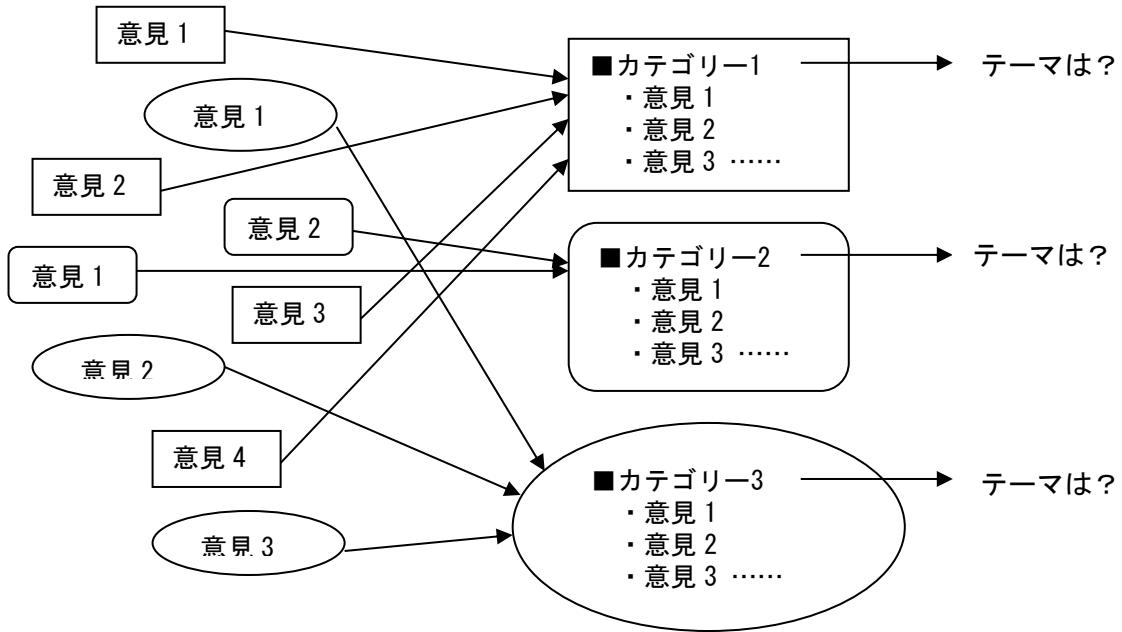 意見１
意見１
意見２
意見２
意見１
意見３
意見２
意見４
意見３
■カテゴリー1
・意見１
・意見２
・意見３ ……
テーマは？
■カテゴリー2
・意見１
・意見２
・意見３ ……
テーマは？
■カテゴリー3
・意見１
・意見２
・意見３ ……
テーマは？